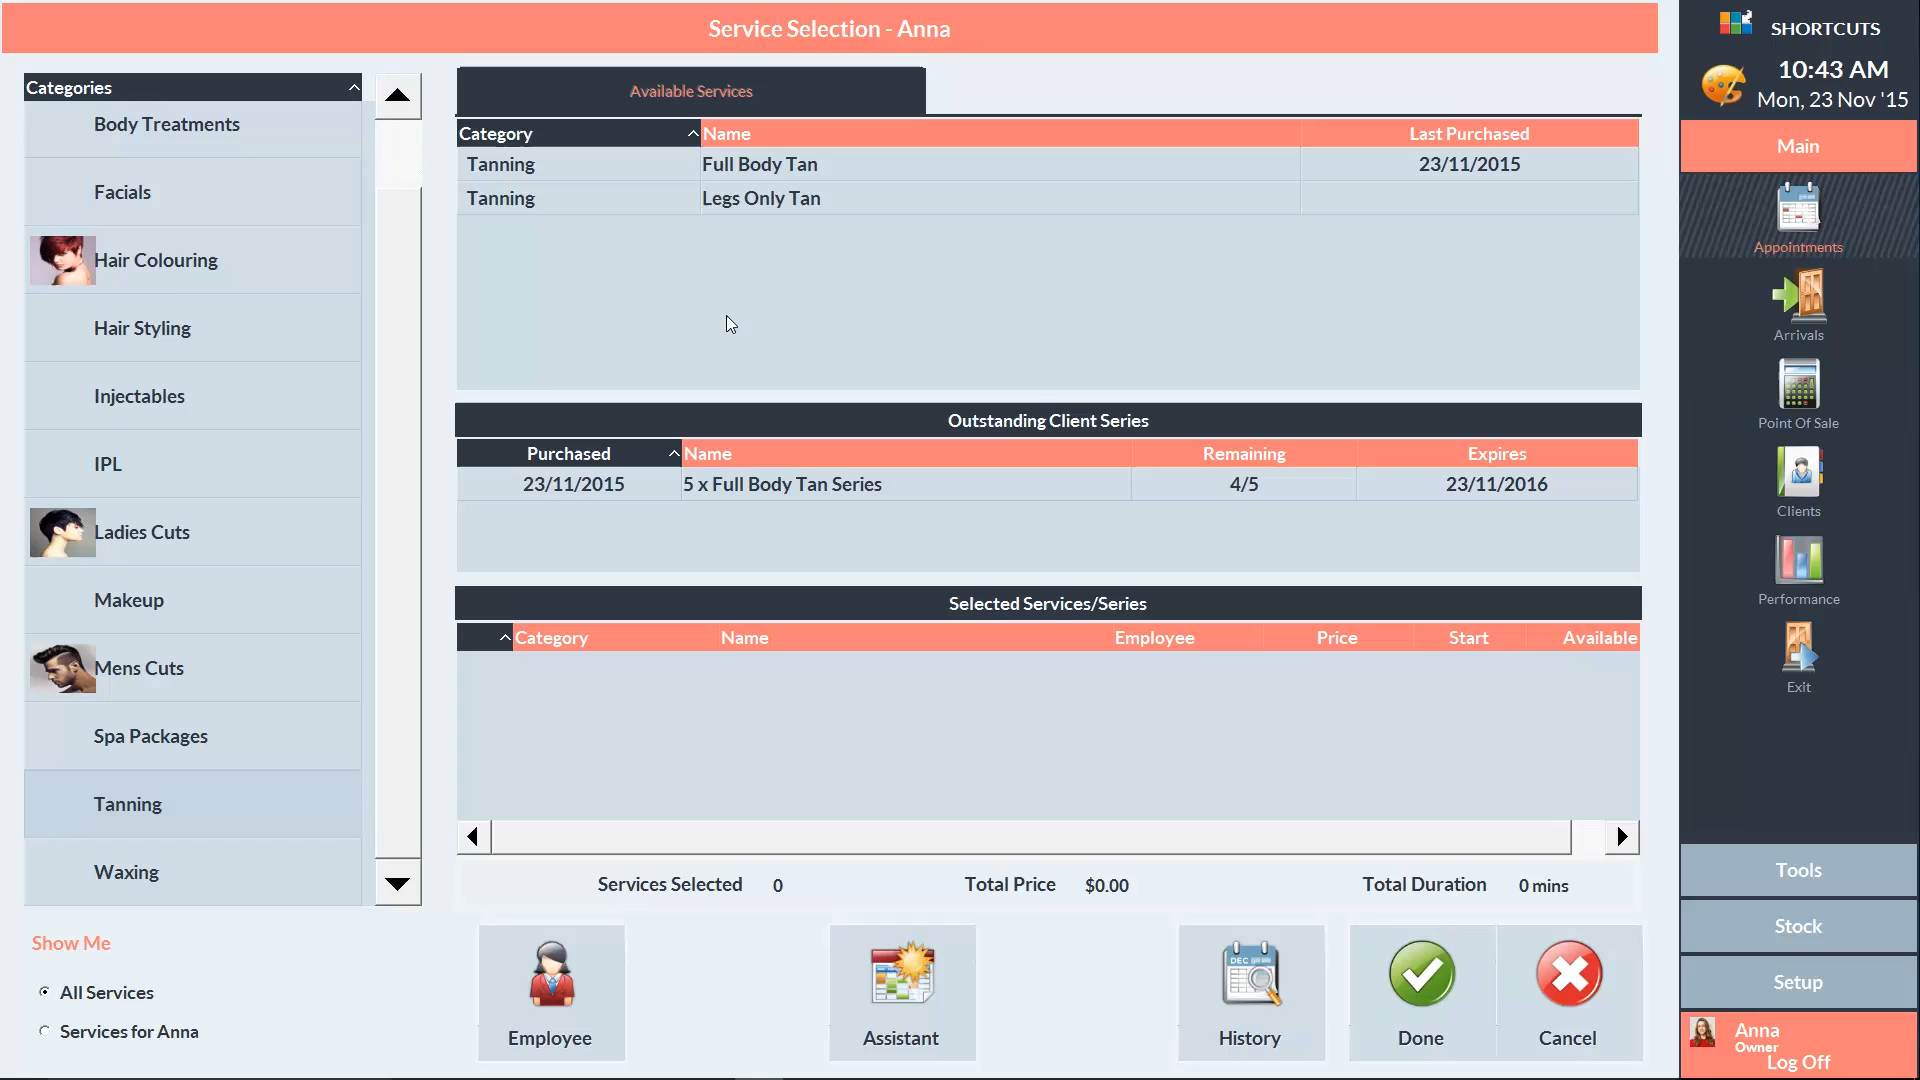 Service Selection - Anna
Categories
Body Treatments
Facials
Hair Colouring
Hair Styling
Injectables
IPL
Ladies Cuts
Makeup
Mens Cuts
Spa Packages
Tanning
Waxing
Show Me
All Services
Services for Anna
Available Services
Category Name Last Purchased
Tanning Full Body Tan 23/11/2015
Tanning Legs Only Tan
Outstanding Client Series
Purchased Name Remaining Expires
23/11/2015 5 x Full Body Tan Series 4/5 23/11/2016
Selected Services/Series
Category Name Employee Price Start Available
Services Selected 0 Total Price $0.00 Total Duration 0 mins
Employee
Assistant
DEC
History
Done
Cancel
SHORTCUTS
10:43 AM
Mon, 23 Nov '15
Main
Appointments
Arrivals
Point Of Sale
Clients
Performance
Exit
Tools
Stock
Setup
Anna
Owner
Log Off